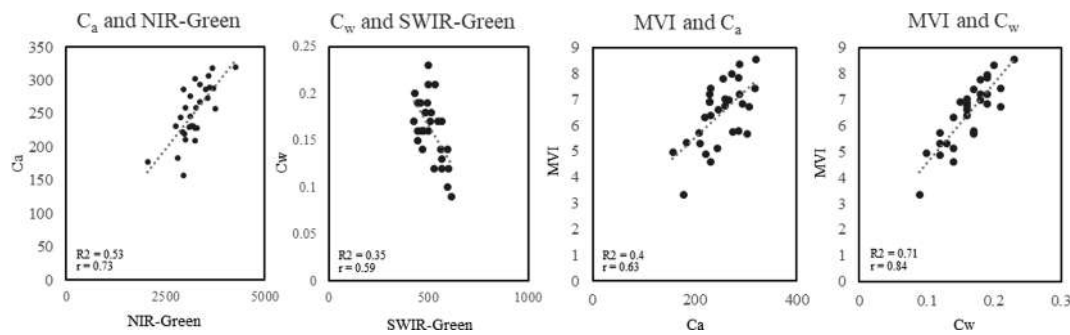 Cₐ and NIR-Green
350
300
250
200
150
100
50
0
Ca
R2 = 0.53
r = 0.73
0
2500
5000
NIR-Green
C_w and SWIR-Green
0.25
0.2
0.15
0.1
0.05
0
Cw
R2 = 0.35
r = 0.59
0
500
1000
SWIR-Green
MVI and Cₐ
9
8
7
6
5
4
3
2
1
0
MVI
R2 = 0.4
r = 0.63
0
200
400
Ca
MVI and C_w
9
8
7
6
5
4
3
2
1
0
MVI
R2 = 0.71
r = 0.84
0
0.1
0.2
0.3
Cw